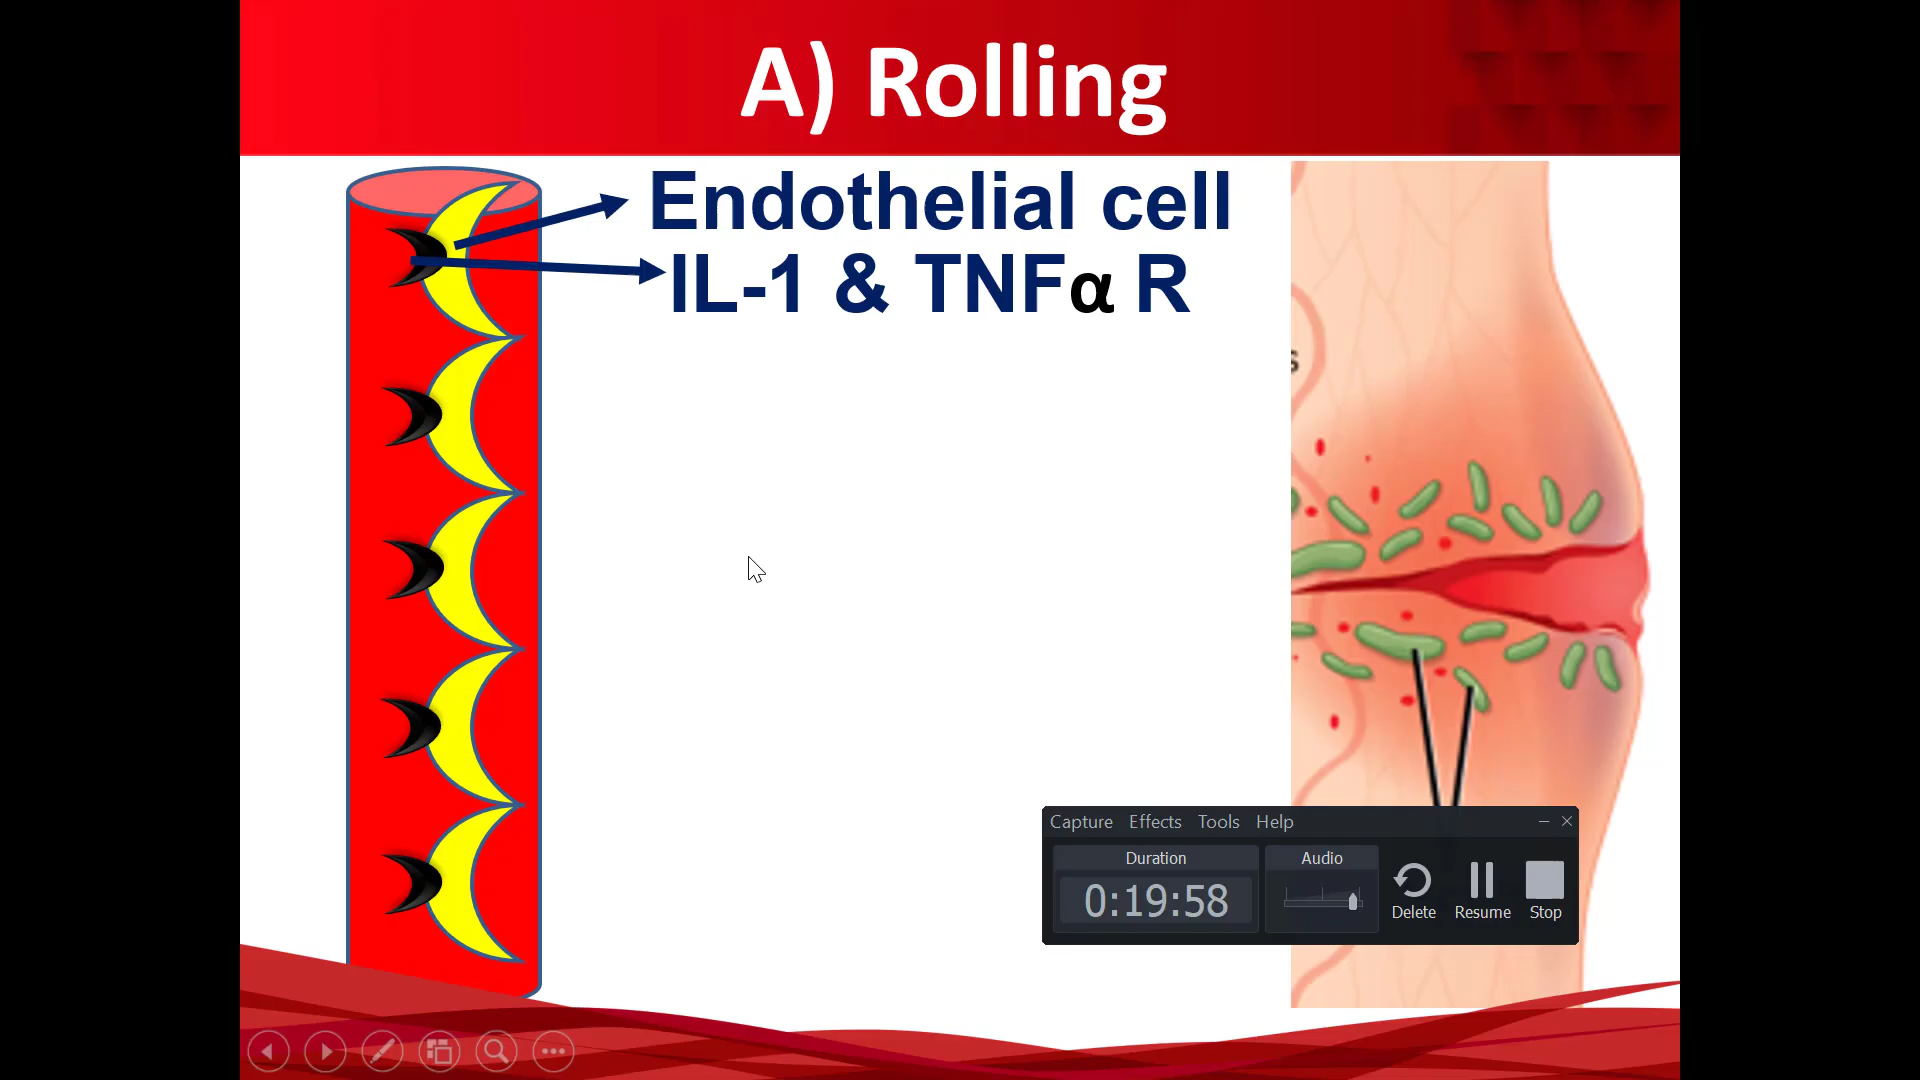 A) Rolling
Endothelial cell
IL-1 & TNFα R
s
Capture Effects Tools Help
Duration
Audio
0:19:58
Delete Resume Stop